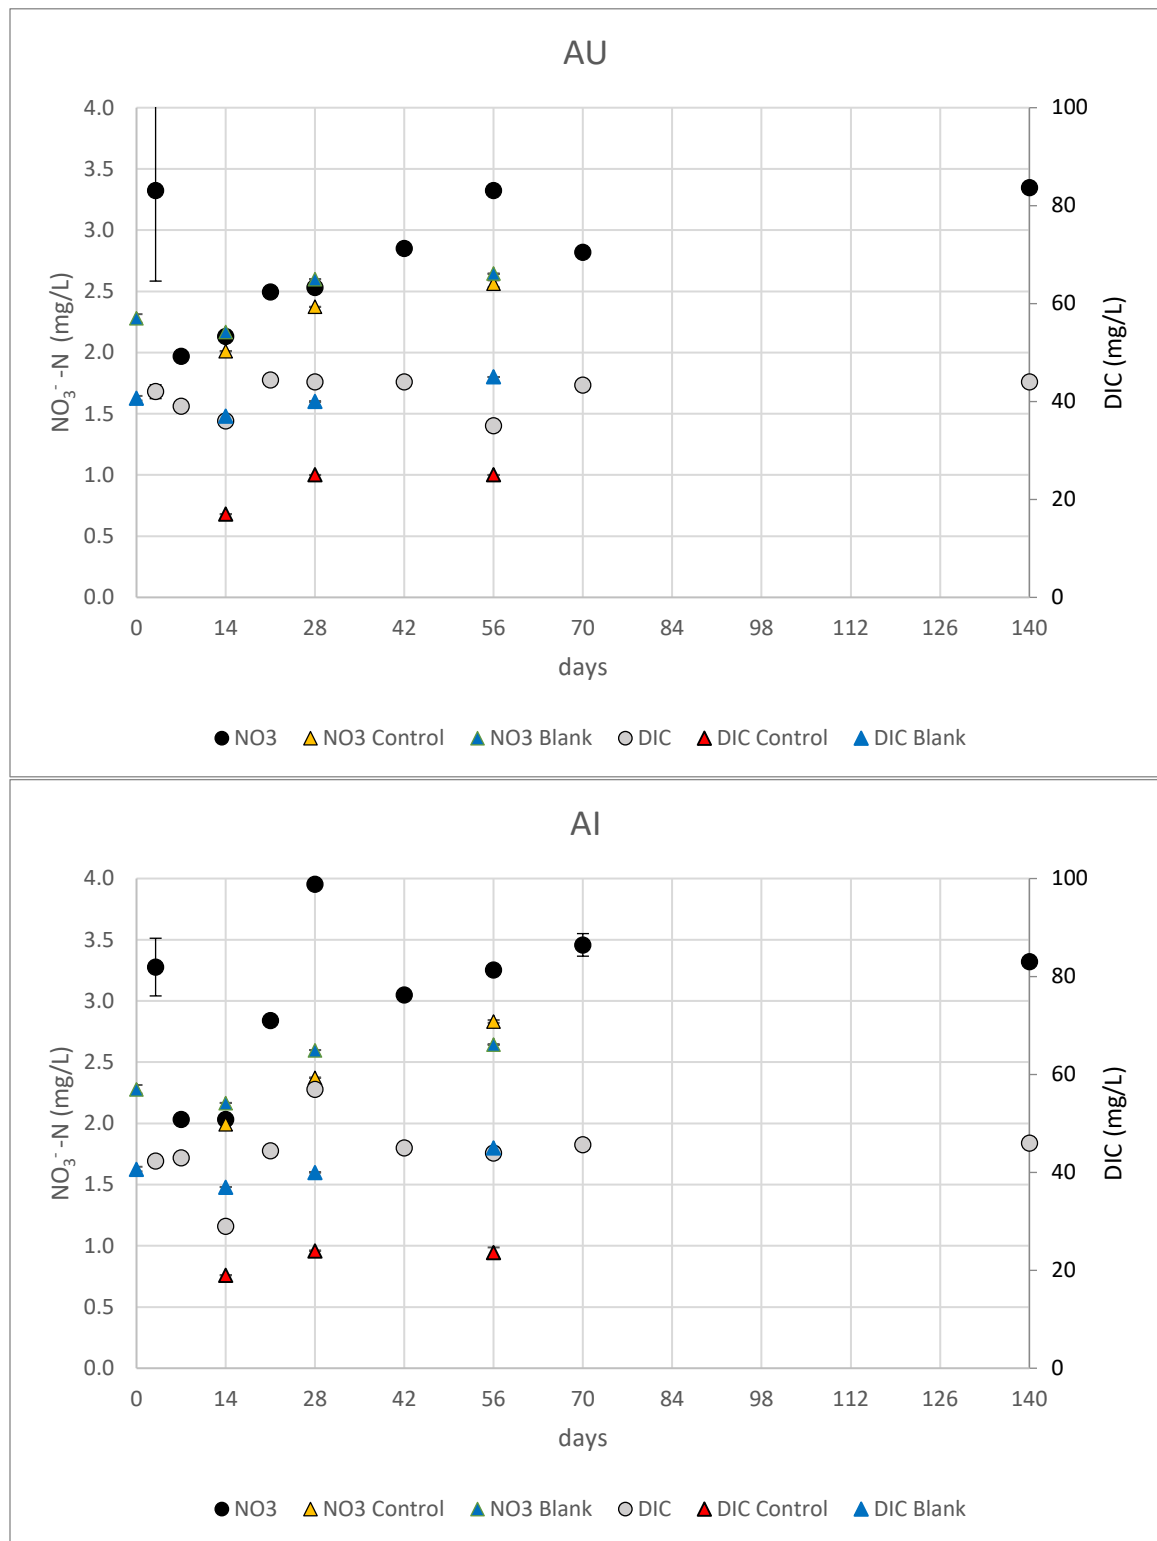 AU
4.0
3.5
3.0
2.5
2.0
1.5
1.0
0.5
0.0
NO₃⁻ -N (mg/L)
100
80
60
40
20
0
DIC (mg/L)
0 14 28 42 56 70 84 98 112 126 140
days
NO3 NO3 Control NO3 Blank DIC DIC Control DIC Blank
AI
4.0
3.5
3.0
2.5
2.0
1.5
1.0
0.5
0.0
NO₃⁻ -N (mg/L)
100
80
60
40
20
0
DIC (mg/L)
0 14 28 42 56 70 84 98 112 126 140
days
NO3 NO3 Control NO3 Blank DIC DIC Control DIC Blank